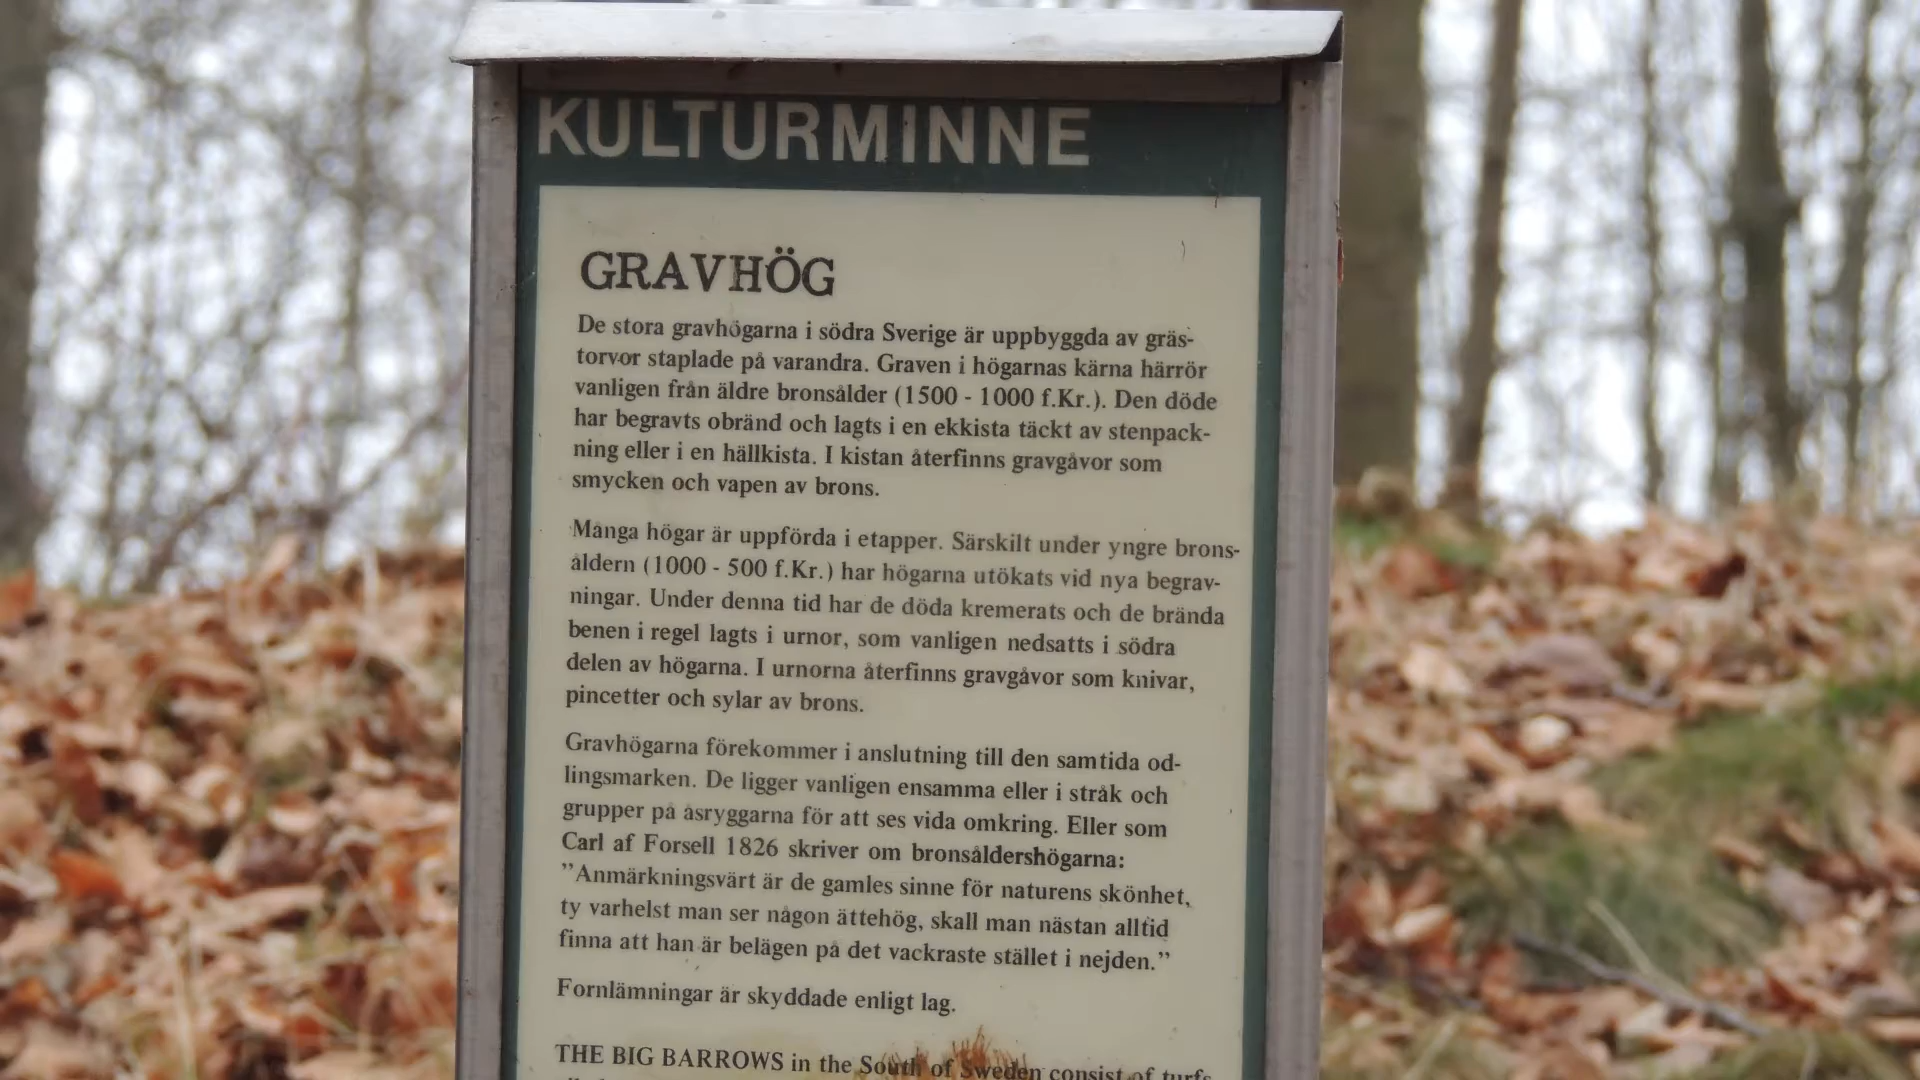 KULTURMINNE
GRAVHÖG
De stora gravhögarna i södra Sverige är uppbyggda av gräs-
torvor staplade på varandra. Graven i högarnas kärna härrör
vanligen från äldre bronsålder (1500 - 1000 f.Kr.). Den döde
har begravts obränd och lagts i en ekkista täckt av stenpack-
ning eller i en hällkista. I kistan återfinns gravgåvor som
smycken och vapen av brons.
Många högar är uppförda i etapper. Särskilt under yngre brons-
åldern (1000 - 500 f.Kr.) har högarna utökats vid nya begrav-
ningar. Under denna tid har de döda kremerats och de brända
benen i regel lagts i urnor, som vanligen nedsatts i södra
delen av högarna. I urnorna återfinns gravgåvor som knivar,
pincetter och sylar av brons.
Gravhögarna förekommer i anslutning till den samtida od-
lingsmarken. De ligger vanligen ensamma eller i stråk och
grupper på åsryggarna för att ses vida omkring. Eller som
Carl af Forsell 1826 skriver om bronsåldershögarna:
”Anmärkningsvärt är de gamles sinne för naturens skönhet,
ty varhelst man ser någon ättehög, skall man nästan alltid
finna att han är belägen på det vackraste stället i nejden.”
Fornlämningar är skyddade enligt lag.
THE BIG BARROWS in the South of Sweden consist of turfs